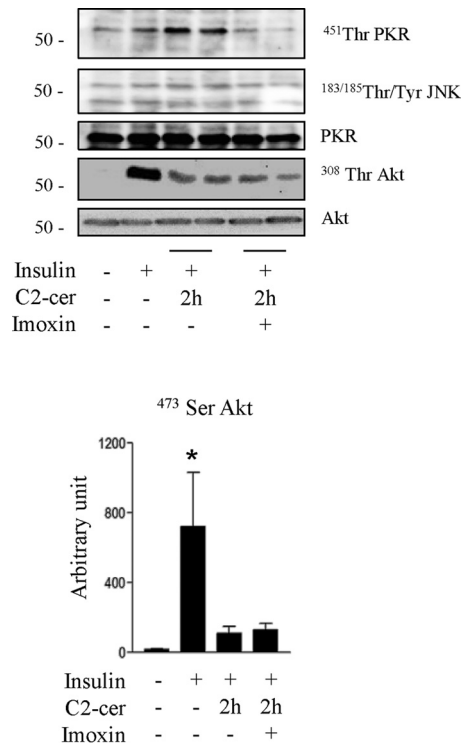 50 - ⁴⁵¹Thr PKR
50 - ¹⁸³/¹⁸⁵Thr/Tyr JNK
PKR
50 - ³⁰⁸ Thr Akt
50 - Akt
Insulin - + + +
C2-cer - - 2h 2h
Imoxin - - - +
⁴⁷³ Ser Akt
1200
*
800
400
0
Arbitrary unit
Insulin - + + +
C2-cer - - 2h 2h
Imoxin - - - +